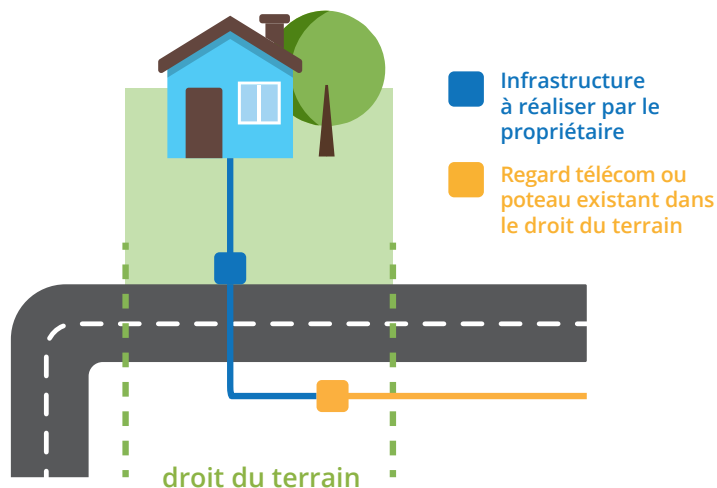 Infrastructure
à réaliser par le
propriétaire
Regard télécom ou
poteau existant dans
le droit du terrain
droit du terrain